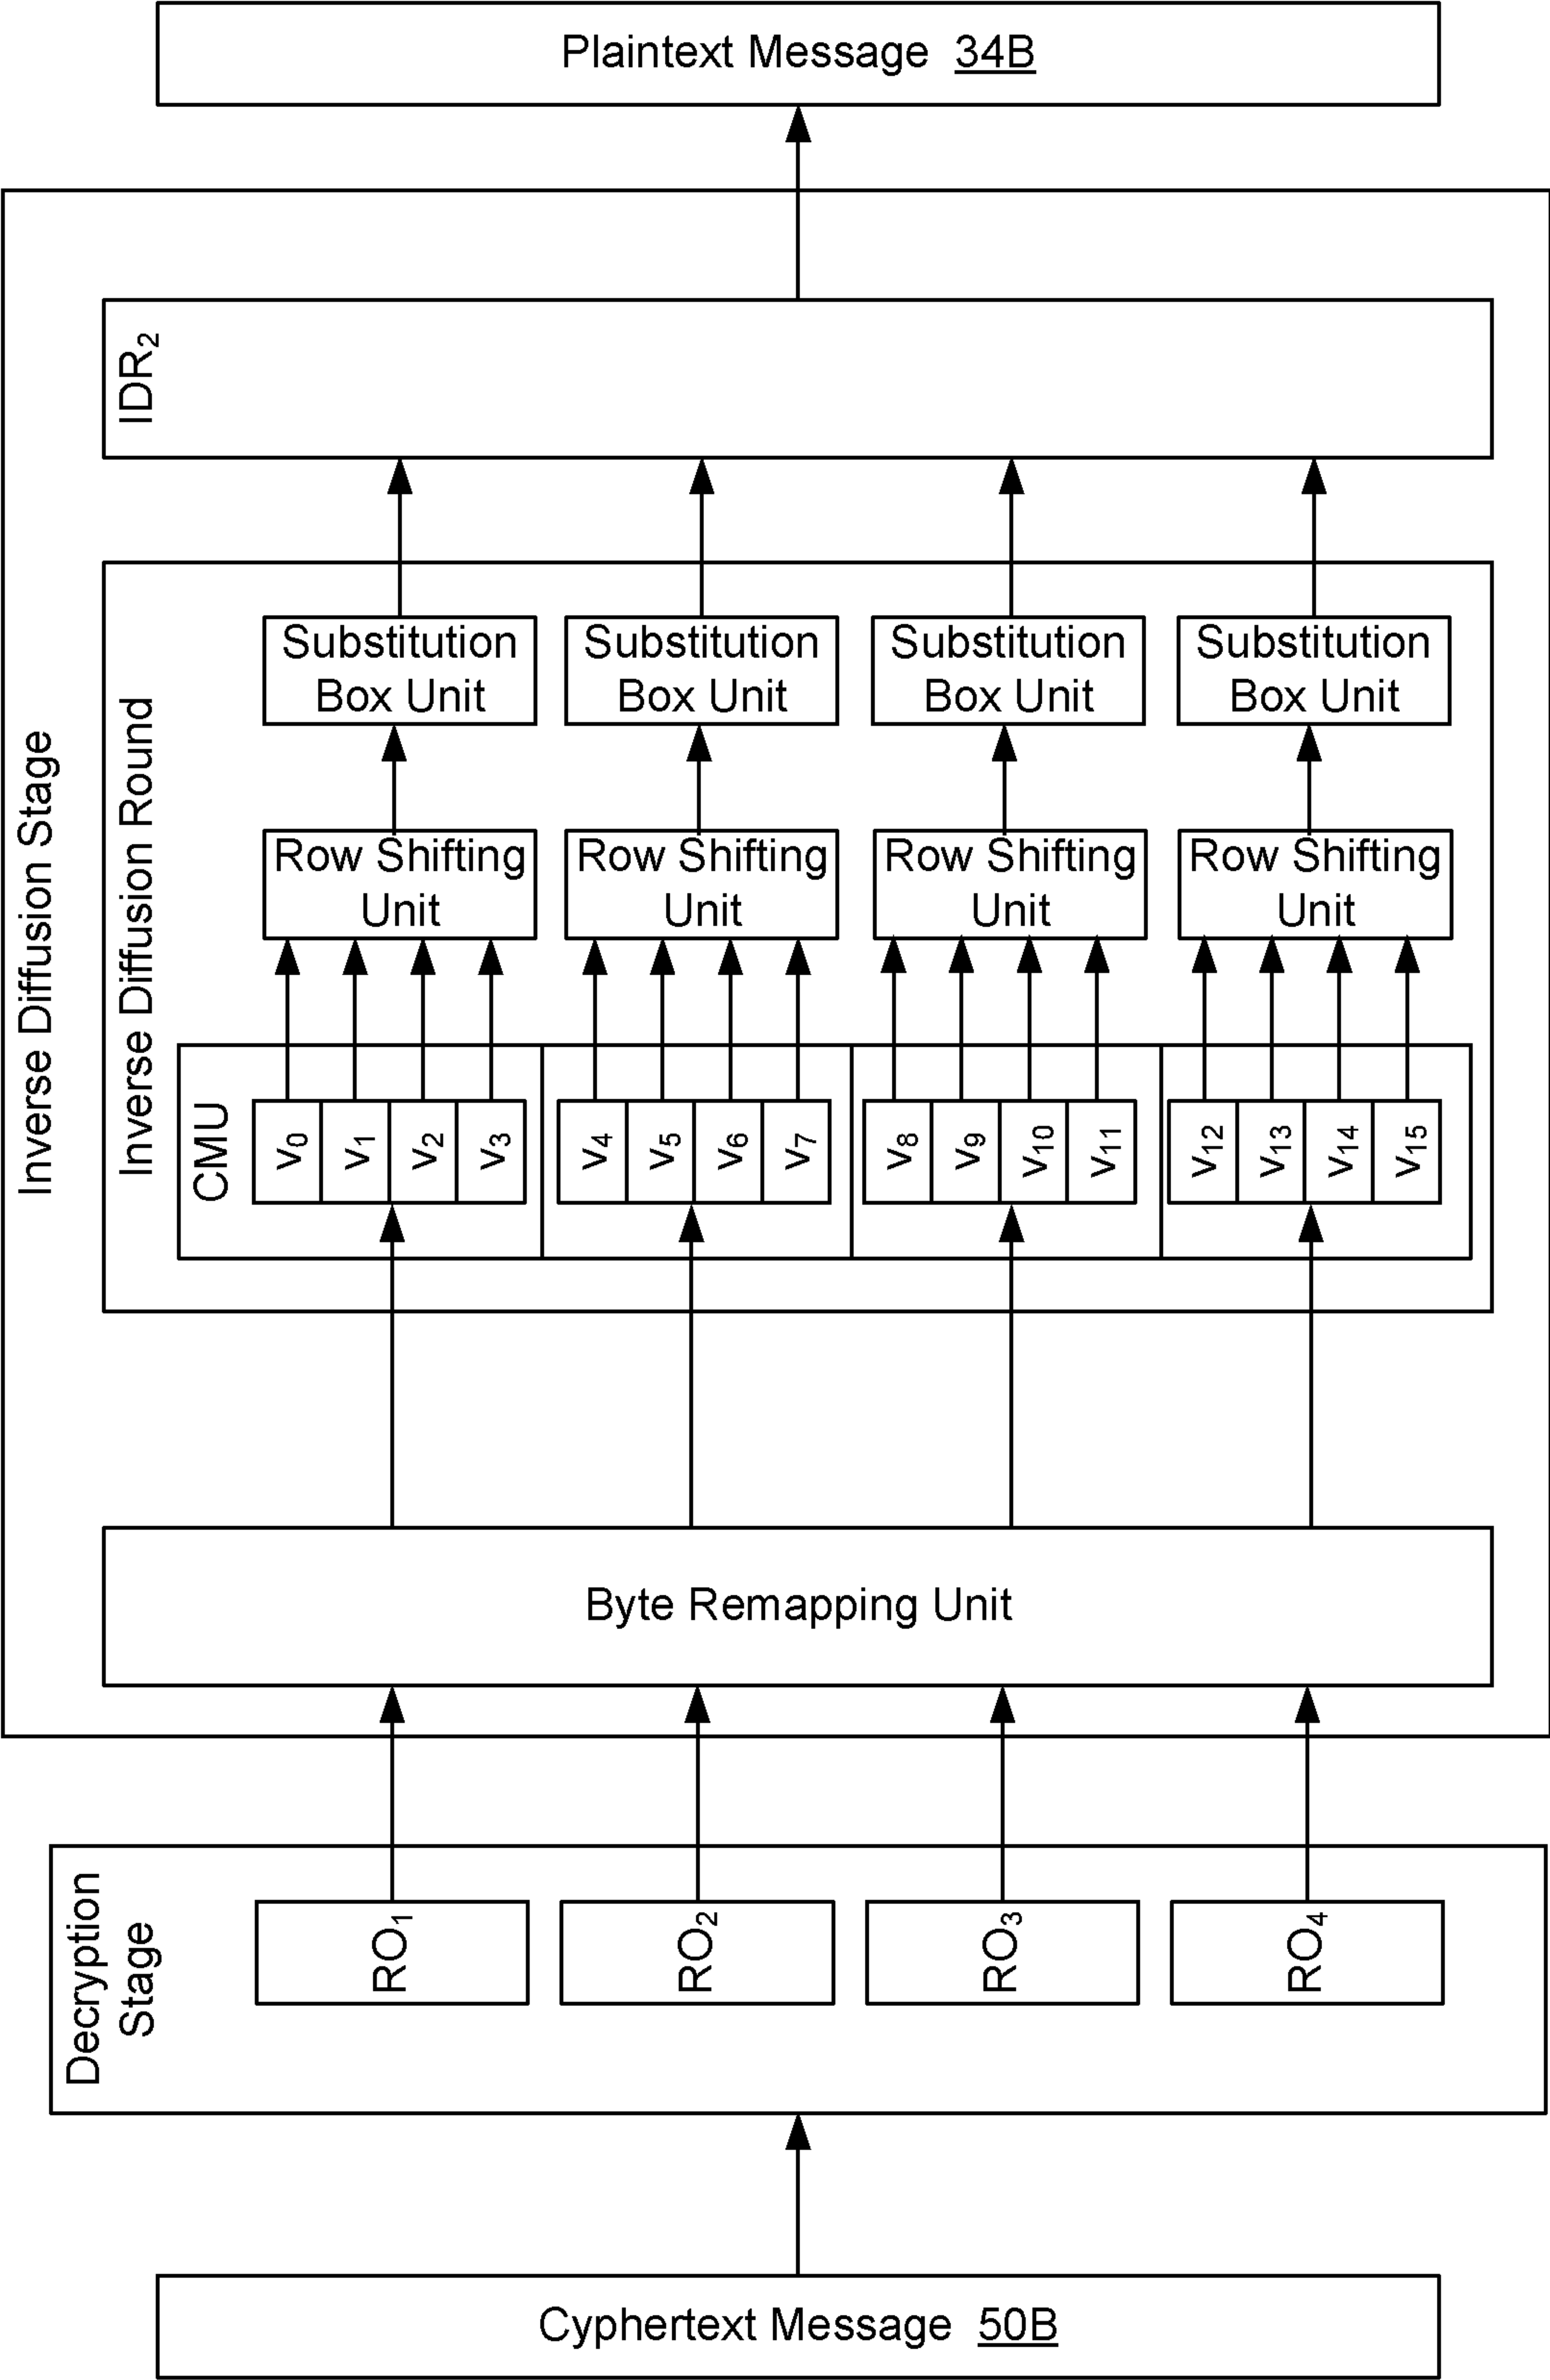 Plaintext Message 34B
Inverse Diffusion Stage
IDR2
Inverse Diffusion Round
Substitution
Box Unit
Substitution
Box Unit
Substitution
Box Unit
Substitution
Box Unit
Row Shifting
Unit
Row Shifting
Unit
Row Shifting
Unit
Row Shifting
Unit
CMU
V0
V1
V2
V3
V4
V5
V6
V7
V8
V9
V10
V11
V12
V13
V14
V15
Byte Remapping Unit
Decryption
Stage
RO1
RO2
RO3
RO4
Cyphertext Message 50B